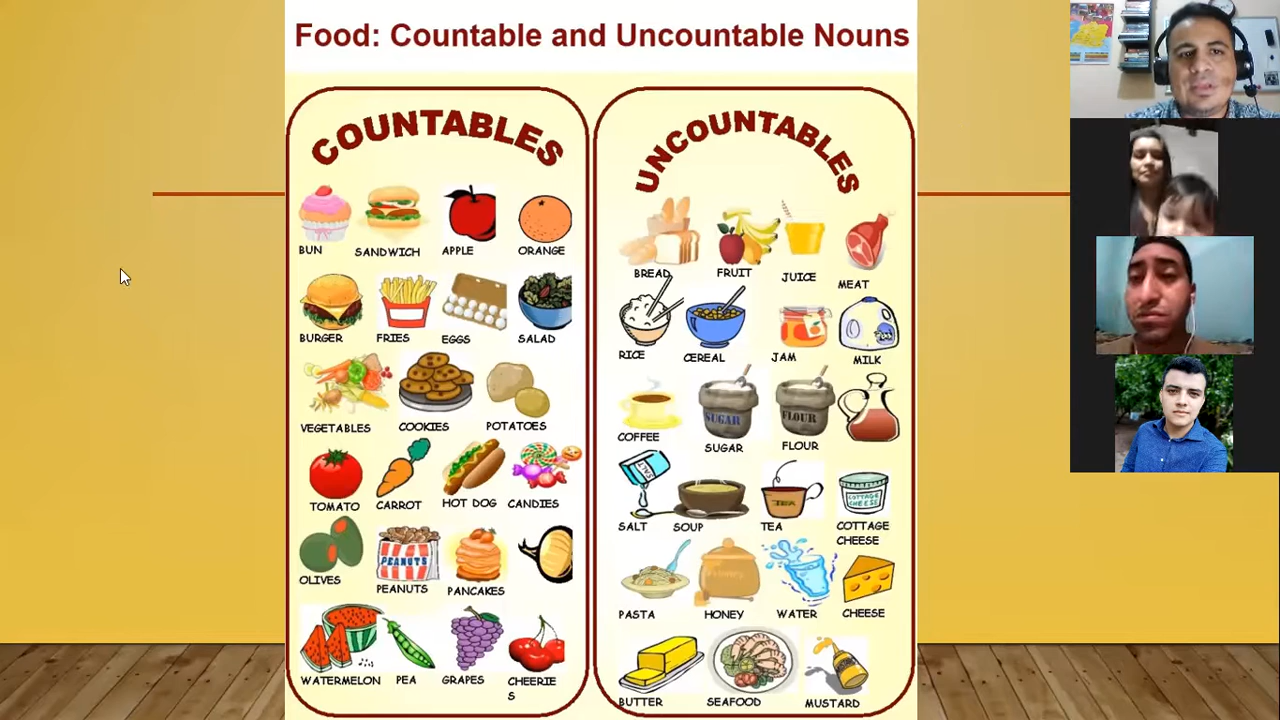 Food: Countable and Uncountable Nouns
COUNTABLES
BUN SANDWICH APPLE ORANGE
BURGER FRIES EGGS SALAD
VEGETABLES COOKIES POTATOES
PEANUTS
TOMATO CARROT HOT DOG CANDIES
OLIVES PEANUTS PANCAKES
WATERMELON PEA GRAPES CHEERIE
S
UNCOUNTABLES
BREAD FRUIT JUICE MEAT
RICE CEREAL JAM MILK
SUGAR FLOUR
COFFEE SUGAR FLOUR
SALT TEA COTTAGE
CHEESE
SALT SOUP TEA COTTAGE
CHEESE
HONEY
PASTA HONEY WATER CHEESE
BUTTER SEAFOOD MUSTARD